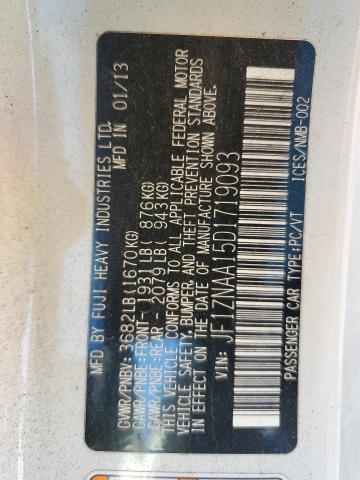 MFD BY FUJI HEAVY INDUSTRIES LTD.
MFD IN 01/13
GVWR/PNBV: 3682LB(1670KG)
GAWR/PNBE:FRONT- 1931LB( 876KG)
GAWR/PNBE:REAR - 2079LB( 943KG)
THIS VEHICLE CONFORMS TO ALL APPLICABLE FEDERAL MOTOR
VEHICLE SAFETY,BUMPER,AND THEFT PREVENTION STANDARDS
IN EFFECT ON THE DATE OF MANUFACTURE SHOWN ABOVE.
VIN: JF1ZNAA15D1719093
PASSENGER CAR TYPE:PC/VT ICES/NMB-002